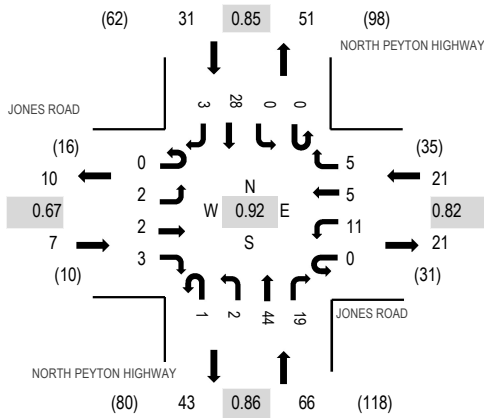 (62) 31 0.85 51 (98)
NORTH PEYTON HIGHWAY
3 28 0 0
JONES ROAD
(16) (35)
0 5
10 21
2 N 5
0.67 W 0.92 E 0.82
2 11
7 S 21
3 0
(10) (31)
1 2 44 19
JONES ROAD
NORTH PEYTON HIGHWAY
(80) 43 0.86 66 (118)